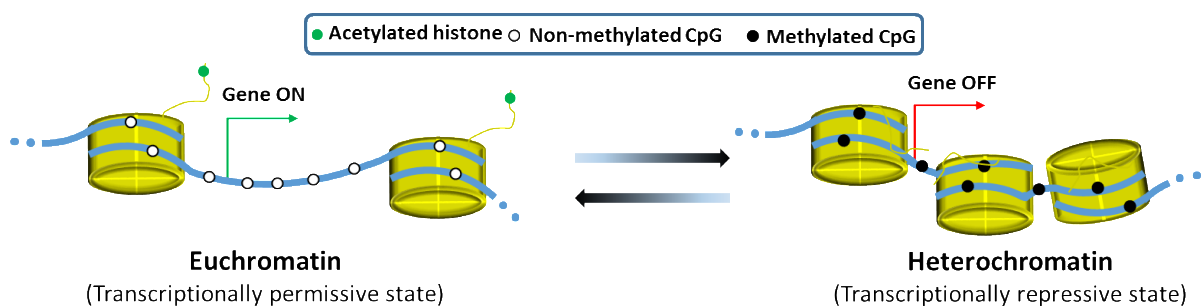 Acetylated histone Non-methylated CpG Methylated CpG
Gene ON
Gene OFF
Euchromatin
(Transcriptionally permissive state)
Heterochromatin
(Transcriptionally repressive state)